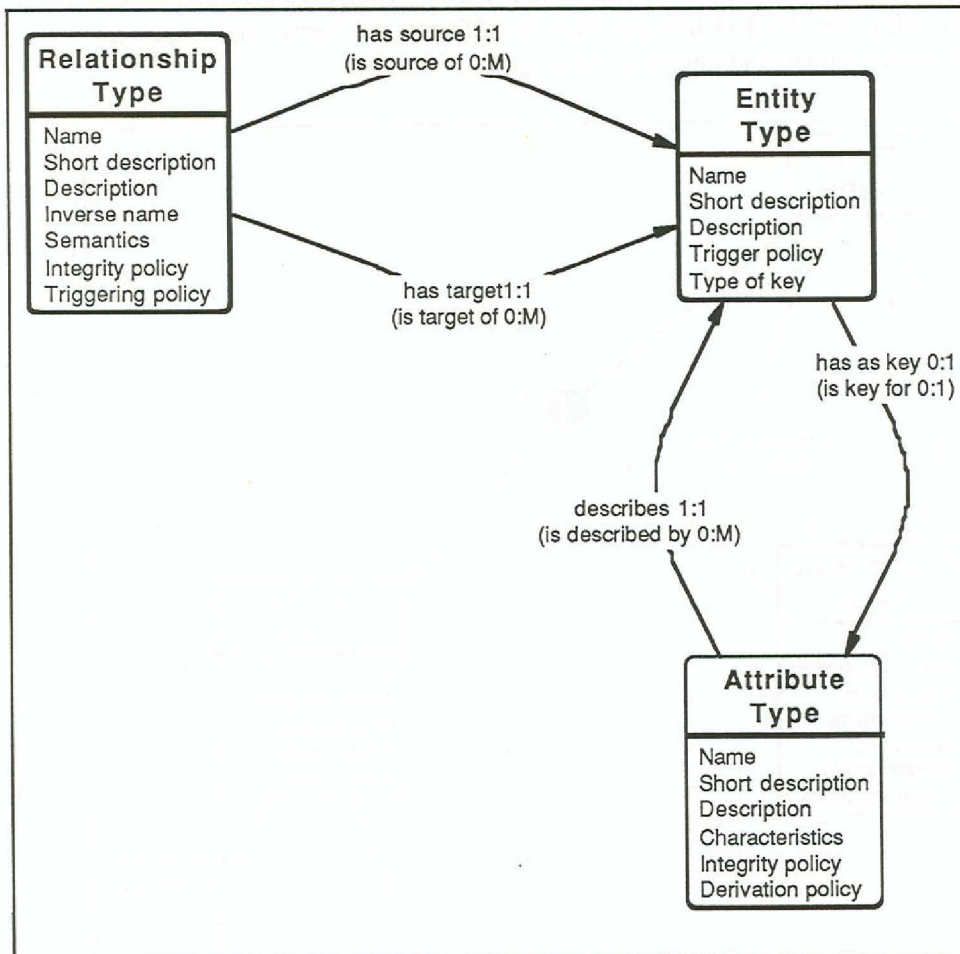 has source 1:1
(is source of 0:M)
Relationship
Type
Name
Short description
Description
Inverse name
Semantics
Integrity policy
Triggering policy
Entity
Type
Name
Short description
Description
Trigger policy
Type of key
has target1:1
(is target of 0:M)
has as key 0:1
(is key for 0:1)
describes 1:1
(is described by 0:M)
Attribute
Type
Name
Short description
Description
Characteristics
Integrity policy
Derivation policy